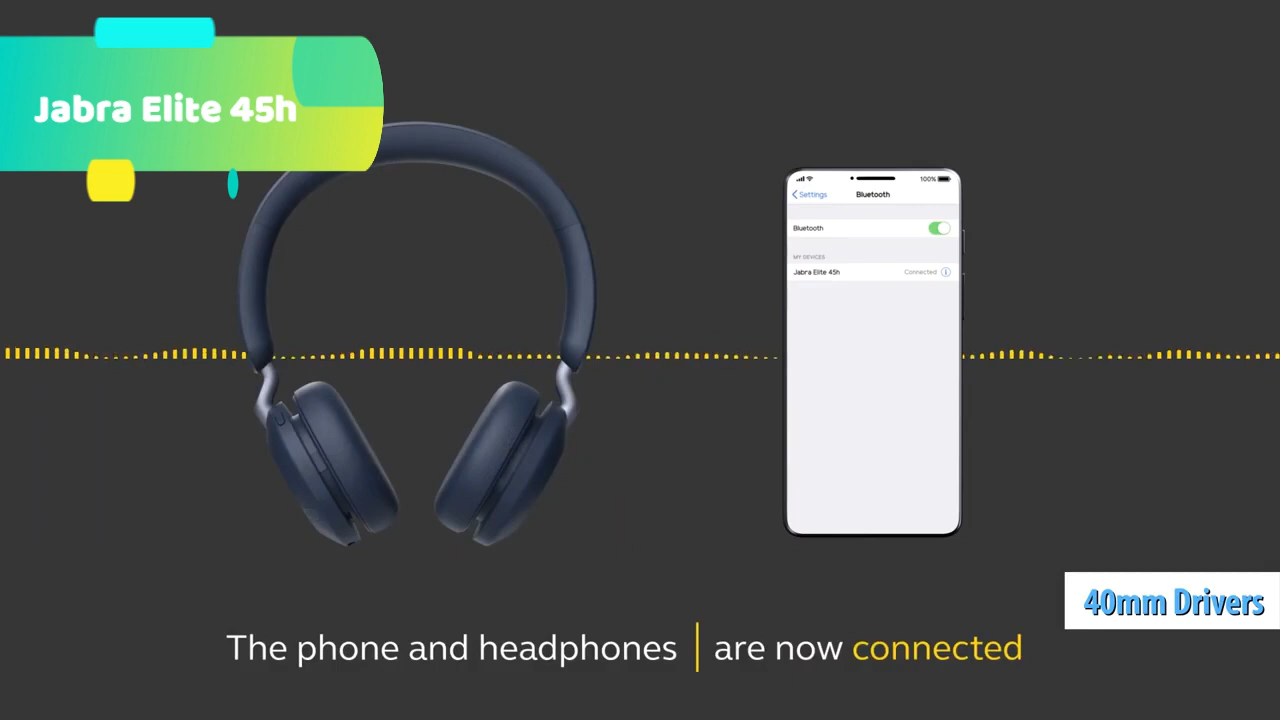 Jabra Elite 45h
100%
Settings
Bluetooth
Bluetooth
MY DEVICES
Jabra Elite 45h Connected i
40mm Drivers
The phone and headphones | are now connected